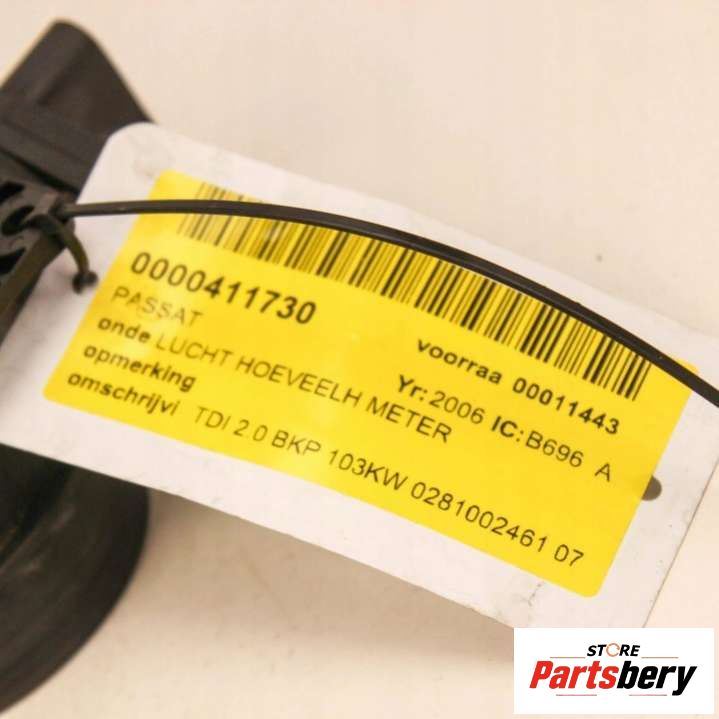 0000411730
PASSAT
voorraa 00011443
onde LUCHT HOEVEELH METER
Yr: 2006 IC: B696 A
opmerking
omschrijvi TDI 2.0 BKP 103KW 0281002461 07
STORE
Partsbery